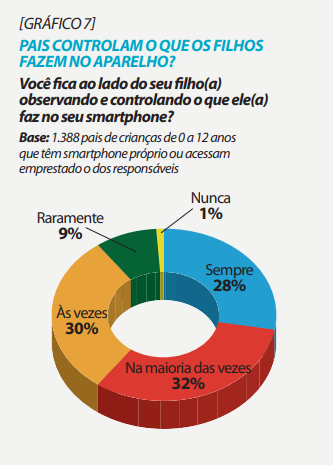 [GRÁFICO 7]
PAIS CONTROLAM O QUE OS FILHOS
FAZEM NO APARELHO?
Você fica ao lado do seu filho(a)
observando e controlando o que ele(a)
faz no seu smartphone?
Base: 1.388 pais de crianças de 0 a 12 anos
que têm smartphone próprio ou acessam
emprestado o dos responsáveis
Nunca
1%
Raramente
9%
Sempre
28%
Às vezes
30%
Na maioria das vezes
32%